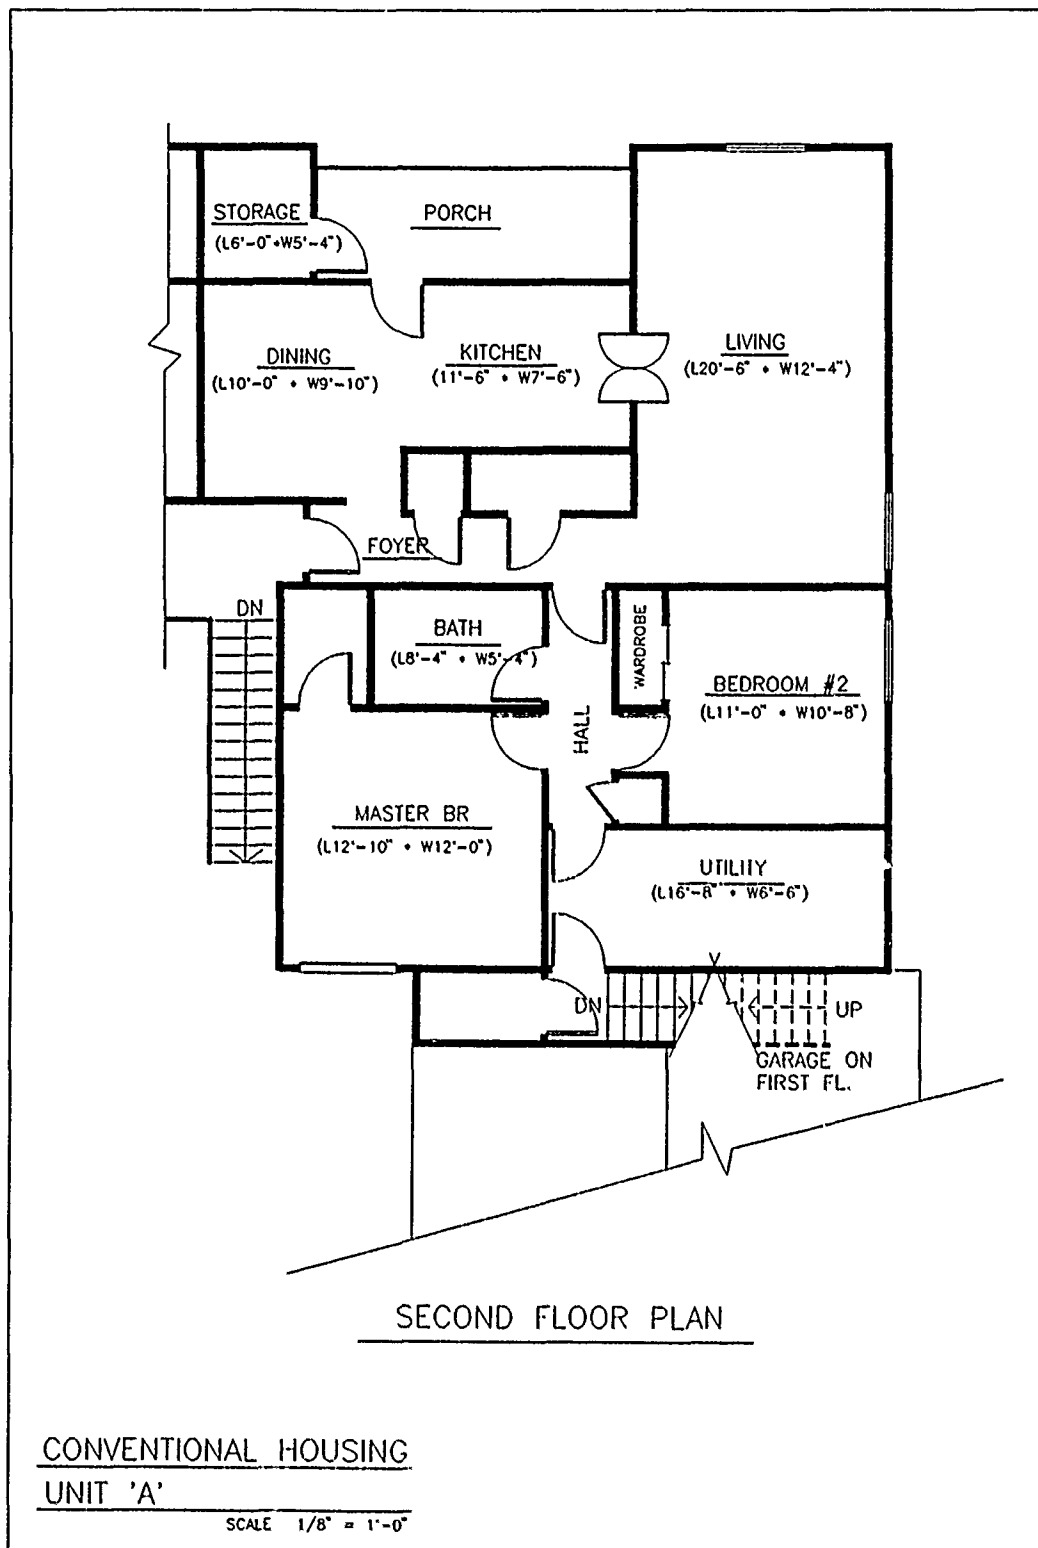 STORAGE
(L6'-0" * W5'-4")
PORCH
DINING
(L10'-0" * W9'-10")
KITCHEN
(11'-6" * W7'-6")
LIVING
(L20'-6" * W12'-4")
FOYER
DN
BATH
(L8'-4" * W5'-4")
WARDROBE
BEDROOM #2
(L11'-0" * W10'-8")
HALL
MASTER BR
(L12'-10" * W12'-0")
UTILITY
(L16'-8" * W6'-6")
DN
UP
GARAGE ON
FIRST FL.
SECOND FLOOR PLAN
CONVENTIONAL HOUSING
UNIT 'A'
SCALE 1/8" = 1'-0"